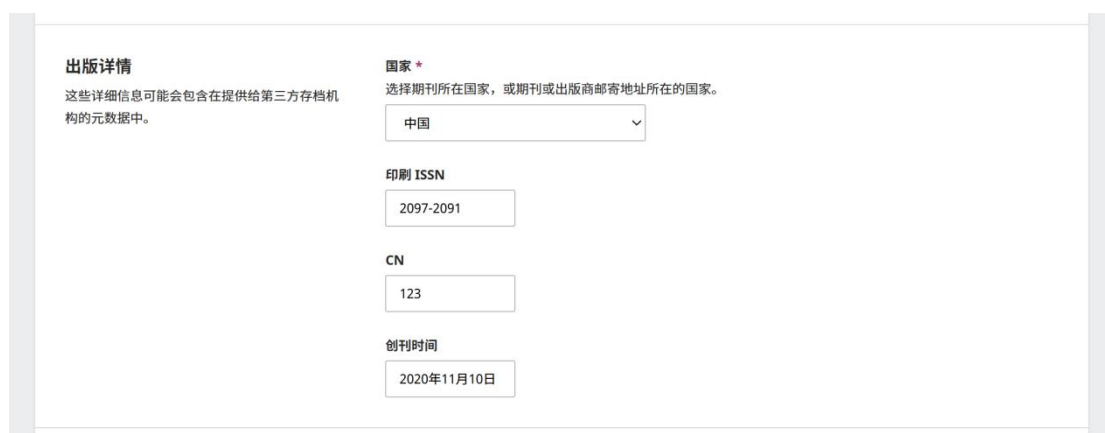 出版详情
这些详细信息可能会包含在提供给第三方存档机
构的元数据中。
国家 *
选择期刊所在国家，或期刊或出版商邮寄地址所在的国家。
中国
印刷 ISSN
2097-2091
CN
123
创刊时间
2020年11月10日